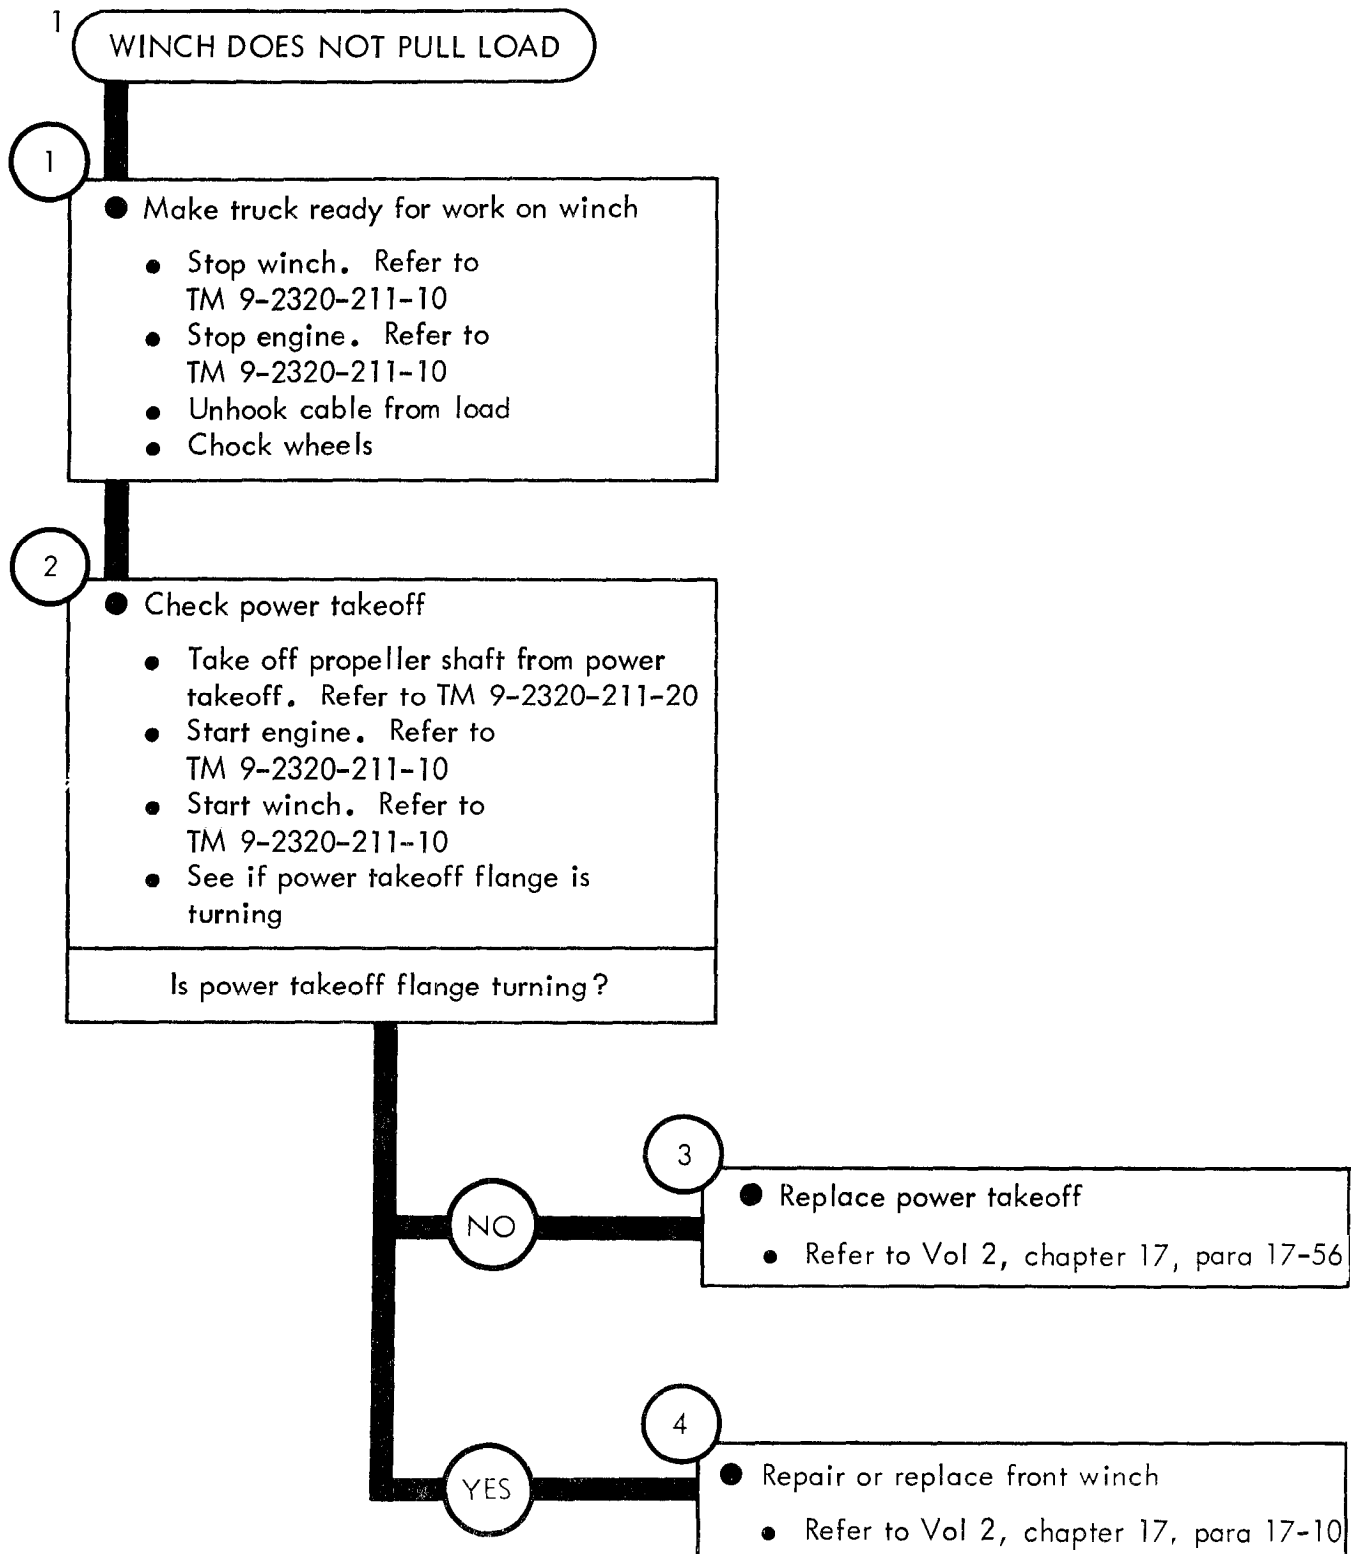 1
WINCH DOES NOT PULL LOAD
1
● Make truck ready for work on winch
● Stop winch. Refer to
TM 9-2320-211-10
● Stop engine. Refer to
TM 9-2320-211-10
● Unhook cable from load
● Chock wheels
2
● Check power takeoff
● Take off propeller shaft from power
takeoff. Refer to TM 9-2320-211-20
● Start engine. Refer to
TM 9-2320-211-10
● Start winch. Refer to
TM 9-2320-211-10
● See if power takeoff flange is
turning
Is power takeoff flange turning?
NO
3
● Replace power takeoff
● Refer to Vol 2, chapter 17, para 17-56
YES
4
● Repair or replace front winch
● Refer to Vol 2, chapter 17, para 17-10